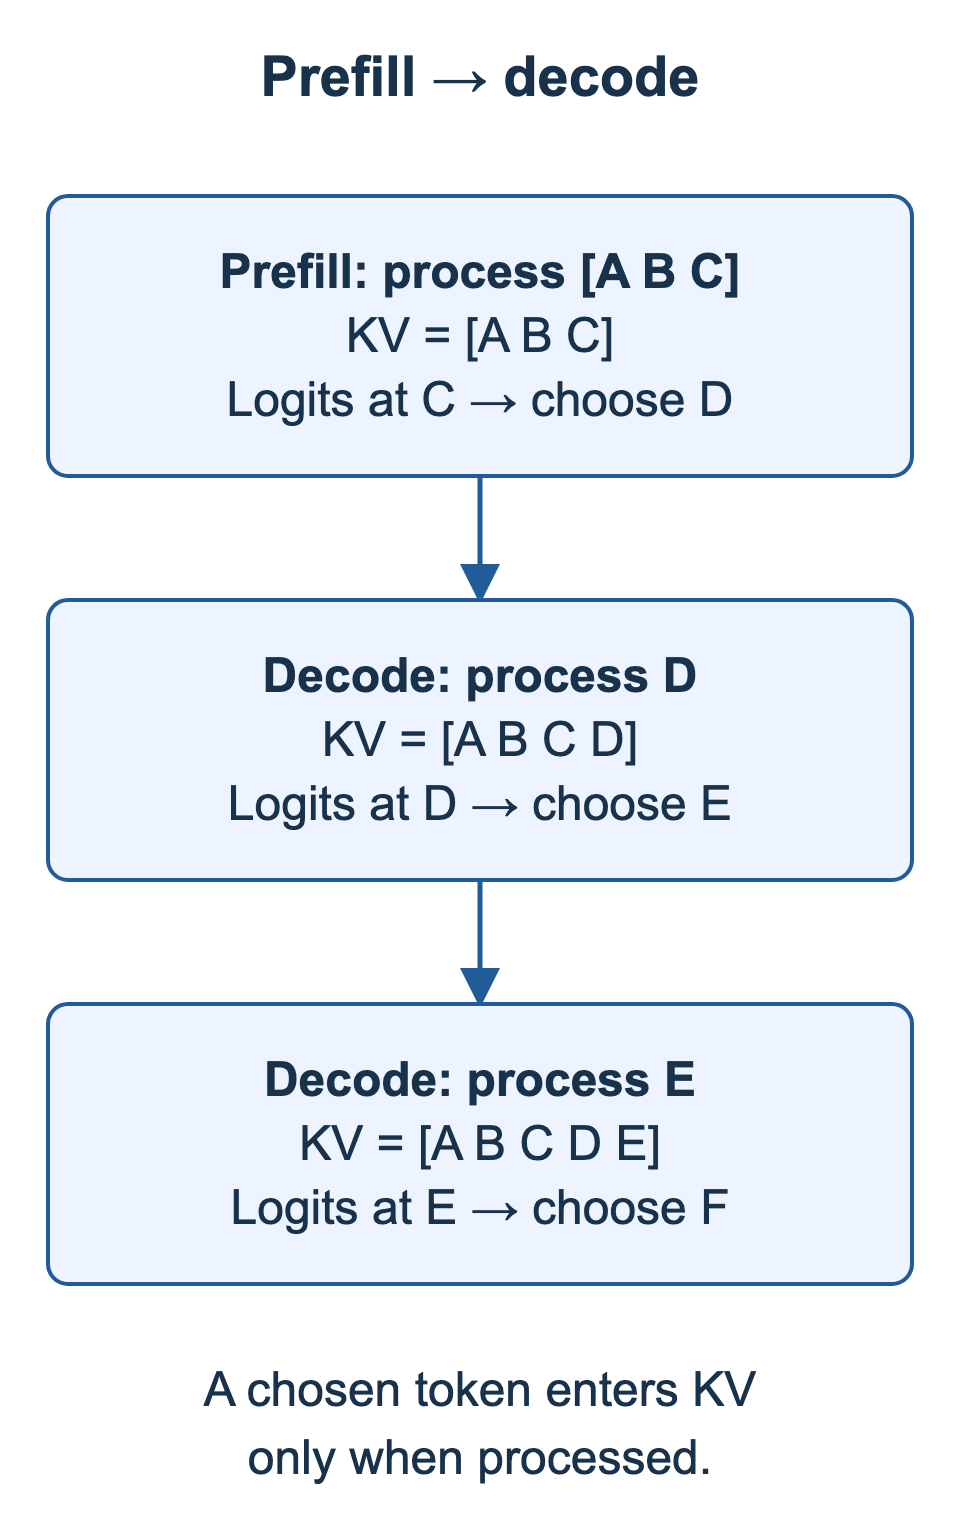 Prefill → decode
Prefill: process [A B C]
KV = [A B C]
Logits at C → choose D
Decode: process D
KV = [A B C D]
Logits at D → choose E
Decode: process E
KV = [A B C D E]
Logits at E → choose F
A chosen token enters KV
only when processed.